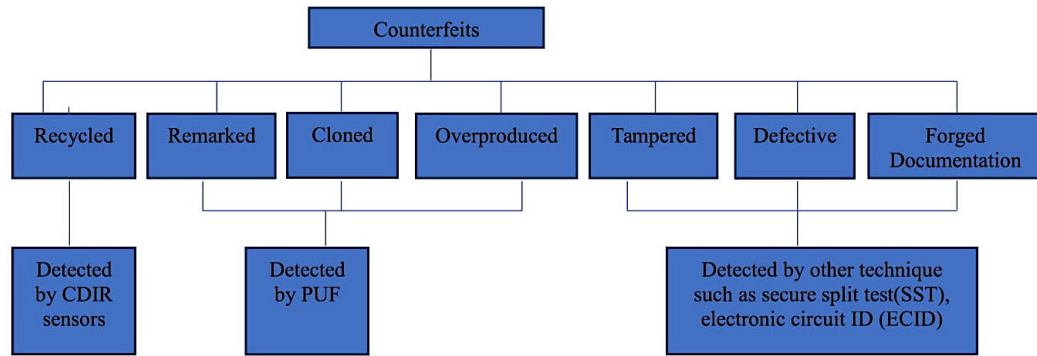 Counterfeits
Recycled
Remarked
Cloned
Overproduced
Tampered
Defective
Forged
Documentation
Detected
by CDIR
sensors
Detected
by PUF
Detected by other technique
such as secure split test(SST),
electronic circuit ID (ECID)